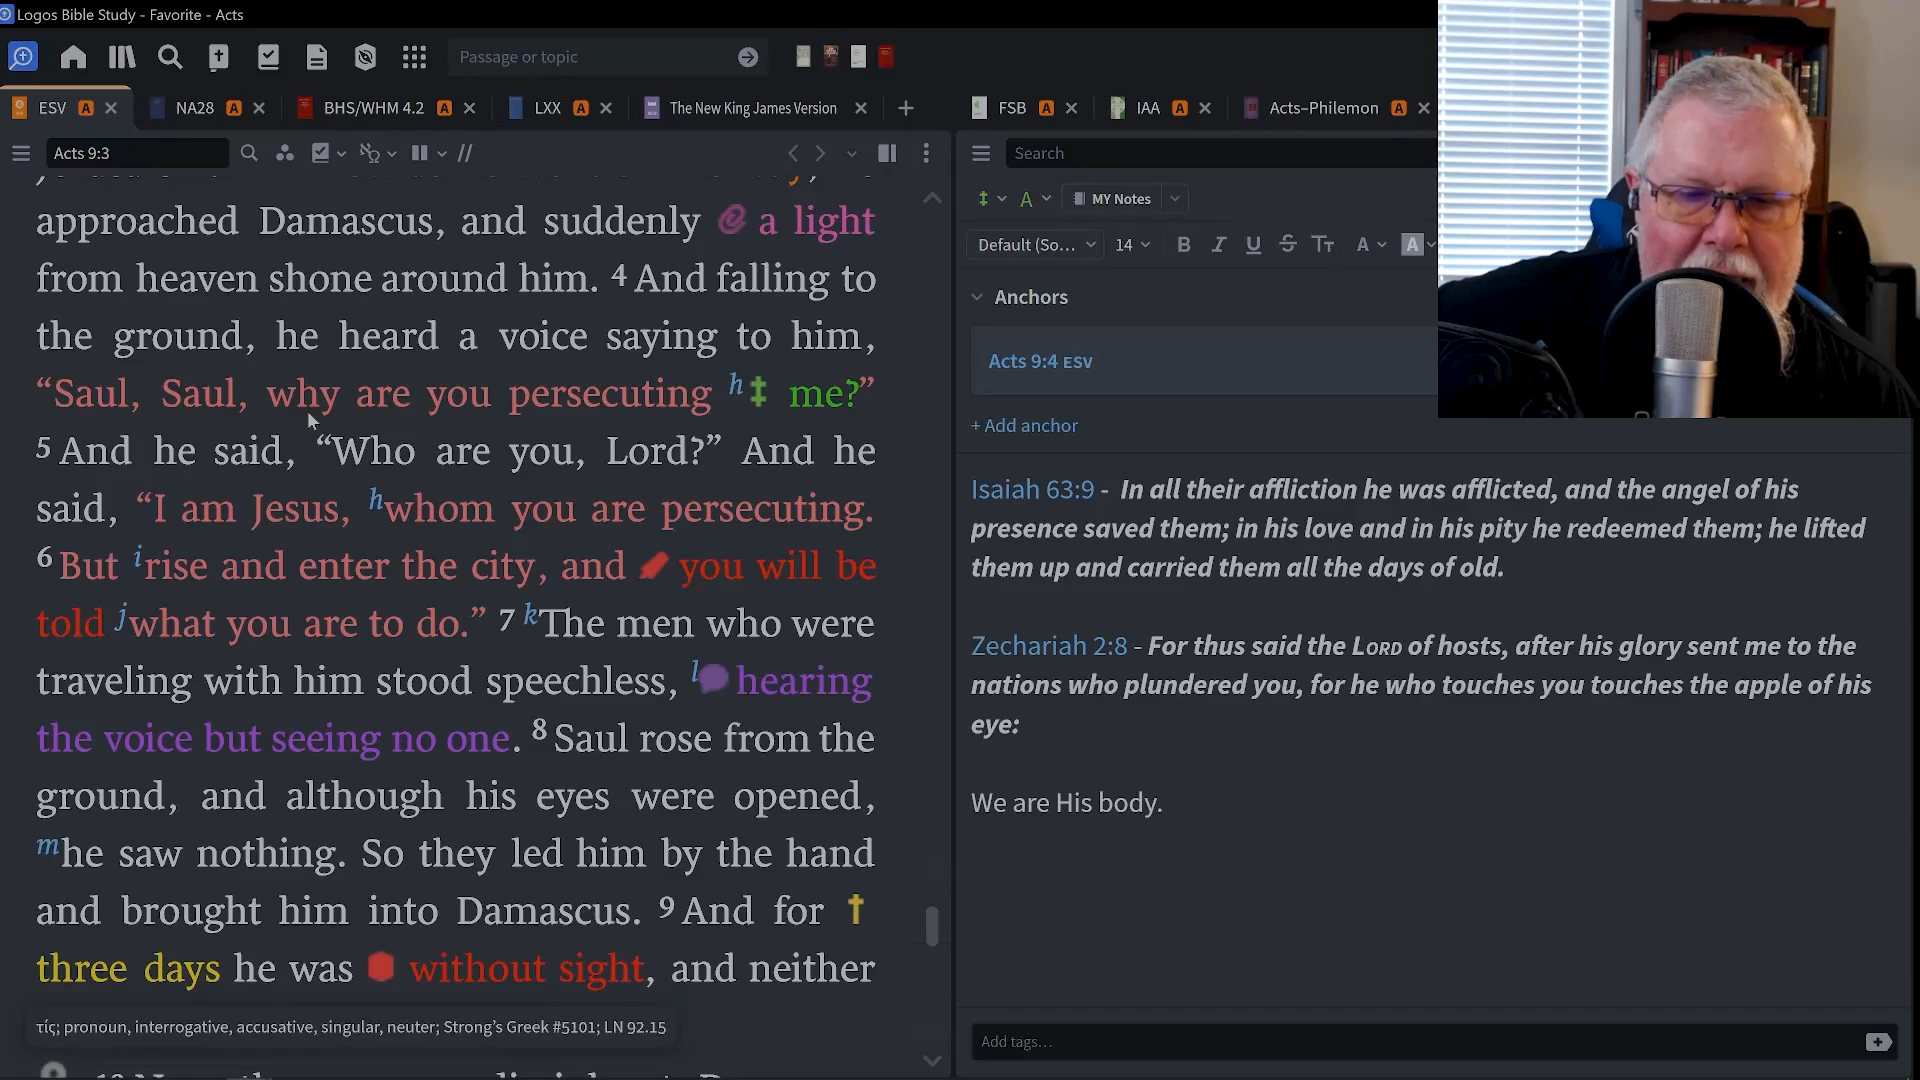 Logos Bible Study - Favorite - Acts
Passage or topic
ESV A NA28 A BHS/WHM 4.2 A LXX A The New King James Version
FSB A IAA A Acts–Philemon A
Acts 9:3
Search
A MY Notes
Default (So... 14 B I U S Tт A A
Anchors
Acts 9:4 ESV
+ Add anchor
approached Damascus, and suddenly a light
from heaven shone around him. 4 And falling to
the ground, he heard a voice saying to him,
“Saul, Saul, why are you persecuting h‡ me?”
5 And he said, “Who are you, Lord?” And he
said, “I am Jesus, hwhom you are persecuting.
6 But irise and enter the city, and you will be
told jwhat you are to do.” 7 kThe men who were
traveling with him stood speechless, l hearing
the voice but seeing no one. 8 Saul rose from the
ground, and although his eyes were opened,
mhe saw nothing. So they led him by the hand
and brought him into Damascus. 9 And for †
three days he was without sight, and neither
τίς; pronoun, interrogative, accusative, singular, neuter; Strong’s Greek #5101; LN 92.15
Isaiah 63:9 - In all their affliction he was afflicted, and the angel of his
presence saved them; in his love and in his pity he redeemed them; he lifted
them up and carried them all the days of old.
Zechariah 2:8 - For thus said the LORD of hosts, after his glory sent me to the
nations who plundered you, for he who touches you touches the apple of his
eye:
We are His body.
Add tags...